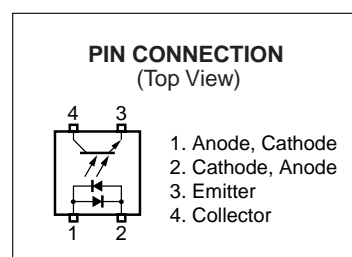 PIN CONNECTION
(Top View)
4 3
1 2
1. Anode, Cathode
2. Cathode, Anode
3. Emitter
4. Collector